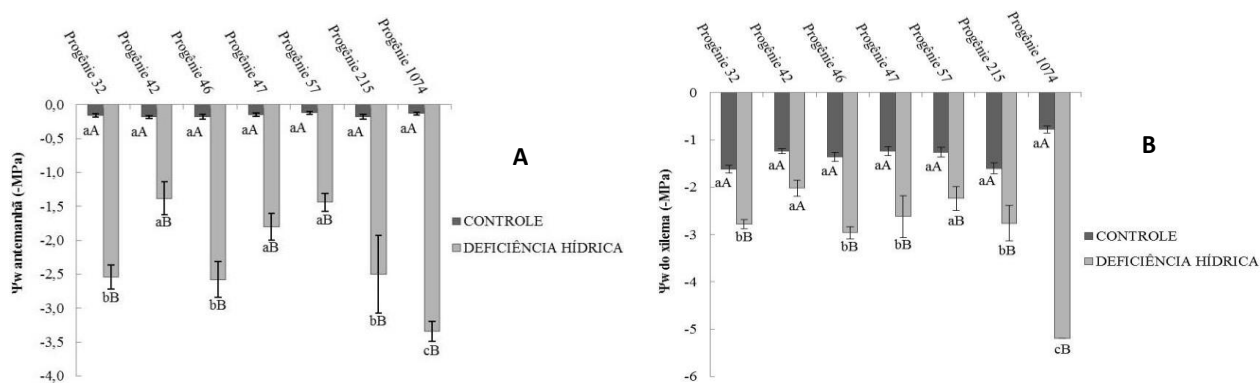 Progênie 32
Progênie 42
Progênie 46
Progênie 47
Progênie 57
Progênie 215
Progênie 1074
0,0
-0,5
-1,0
-1,5
-2,0
-2,5
-3,0
-3,5
-4,0
Ψw antemanhã (-MPa)
aA
aA
aA
aA
aA
aA
aA
bB
aB
bB
aB
aB
bB
cB
A
CONTROLE
DEFICIÊNCIA HÍDRICA
Progênie 32
Progênie 42
Progênie 46
Progênie 47
Progênie 57
Progênie 215
Progênie 1074
0
-1
-2
-3
-4
-5
-6
Ψw do xilema (-MPa)
aA
aA
aA
aA
aA
aA
aA
bB
aA
bB
bB
aB
bB
cB
B
CONTROLE
DEFICIÊNCIA HÍDRICA